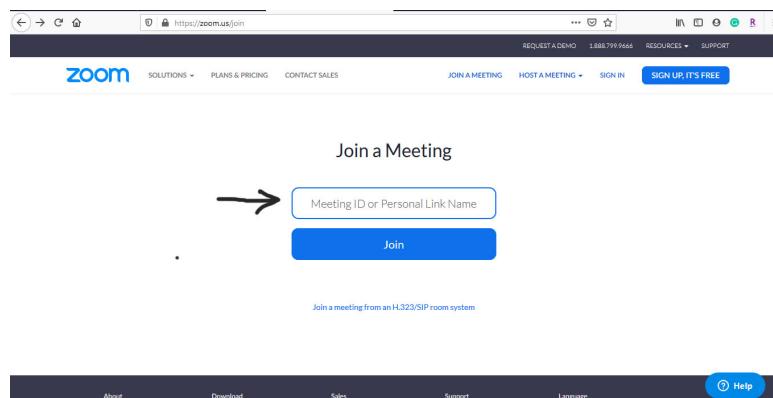 https://zoom.us/join
REQUEST A DEMO 1.888.799.9666 RESOURCES SUPPORT
zoom SOLUTIONS PLANS & PRICING CONTACT SALES JOIN A MEETING HOST A MEETING SIGN IN SIGN UP, IT'S FREE
Join a Meeting
Meeting ID or Personal Link Name
Join
Join a meeting from an H.323/SIP room system
Help
About Download Sales Support Language